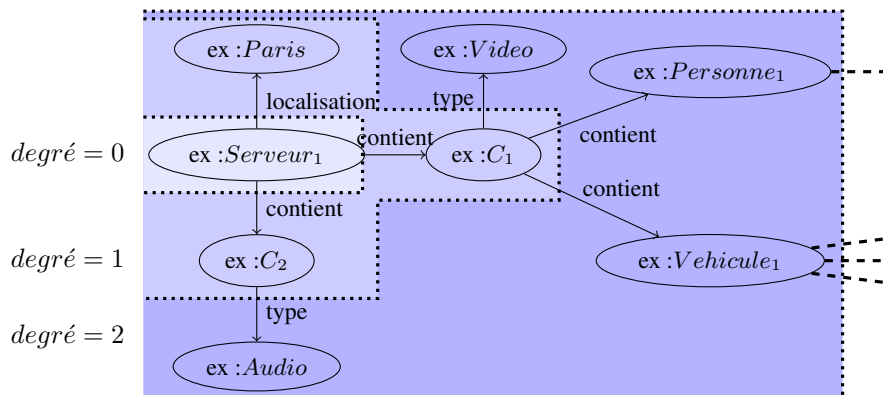 ex :Paris
ex :Video
ex :Personne₁
localisation
type
degré = 0
ex :Serveur₁
contient
ex :C₁
contient
contient
contient
degré = 1
ex :C₂
ex :Vehicule₁
type
degré = 2
ex :Audio